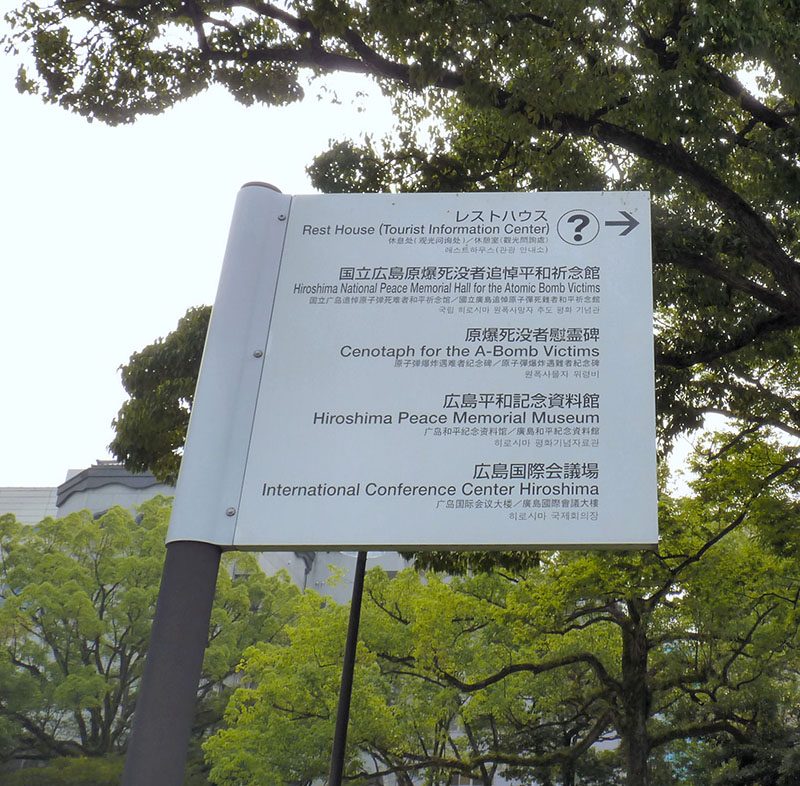 レストハウス
Rest House (Tourist Information Center)
休息处(观光问询处)／休憩室(觀光問詢處)
레스트하우스(관광 안내소)
?
国立広島原爆死没者追悼平和祈念館
Hiroshima National Peace Memorial Hall for the Atomic Bomb Victims
国立广岛追悼原子弹死难者和平祈念馆／國立廣島追悼原子彈死難者和平祈念館
국립 히로시마 원폭사망자 추도 평화 기념관
原爆死没者慰霊碑
Cenotaph for the A-Bomb Victims
原子弹爆炸遇难者纪念碑／原子彈爆炸遇難者紀念碑
원폭사몰자 위령비
広島平和記念資料館
Hiroshima Peace Memorial Museum
广岛和平纪念资料馆／廣島和平紀念資料館
히로시마 평화기념자료관
広島国際会議場
International Conference Center Hiroshima
广岛国际会议大楼／廣島國際會議大樓
히로시마 국제회의장